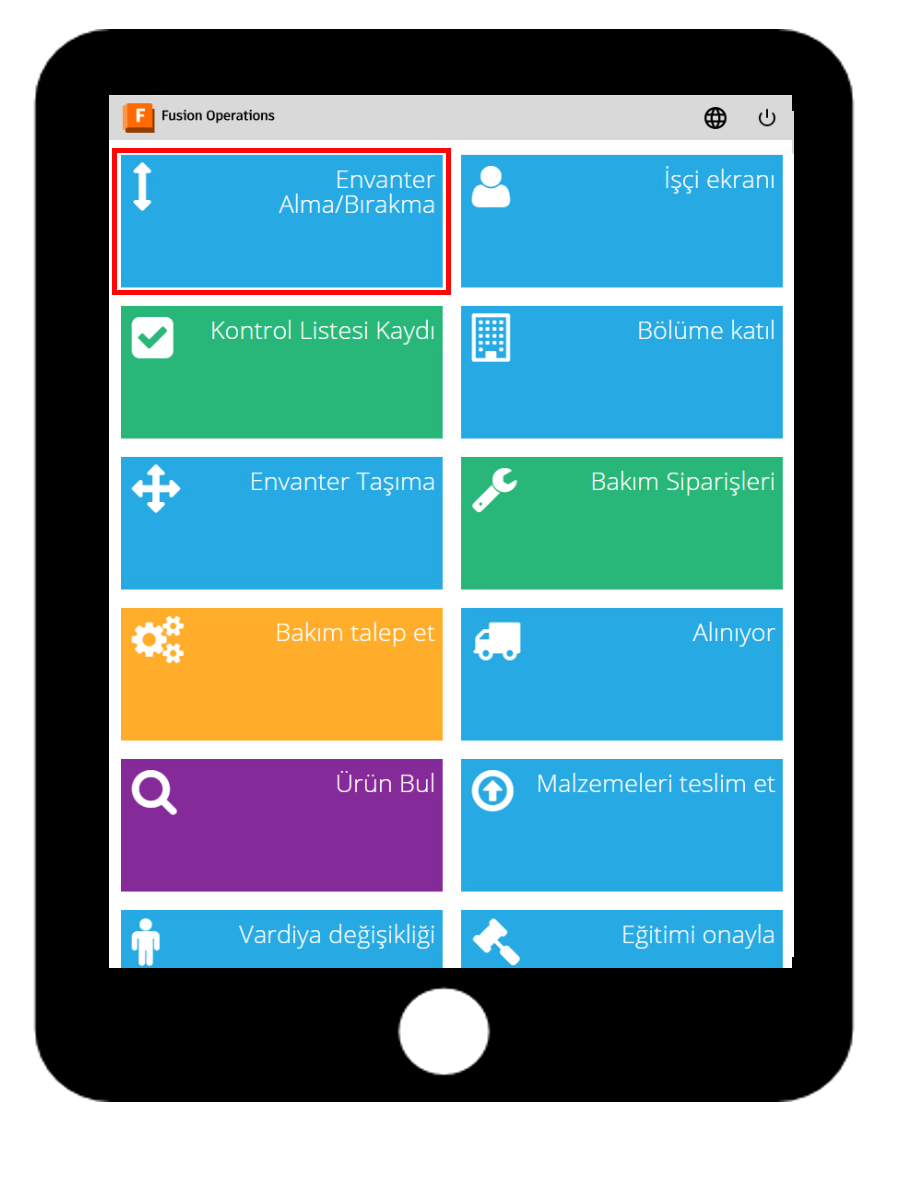 F Fusion Operations
Envanter
Alma/Bırakma
İşçi ekranı
Kontrol Listesi Kaydı
Bölüme katıl
Envanter Taşıma
Bakım Siparişleri
Bakım talep et
Alınıyor
Ürün Bul
Malzemeleri teslim et
Vardiya değişikliği
Eğitimi onayla